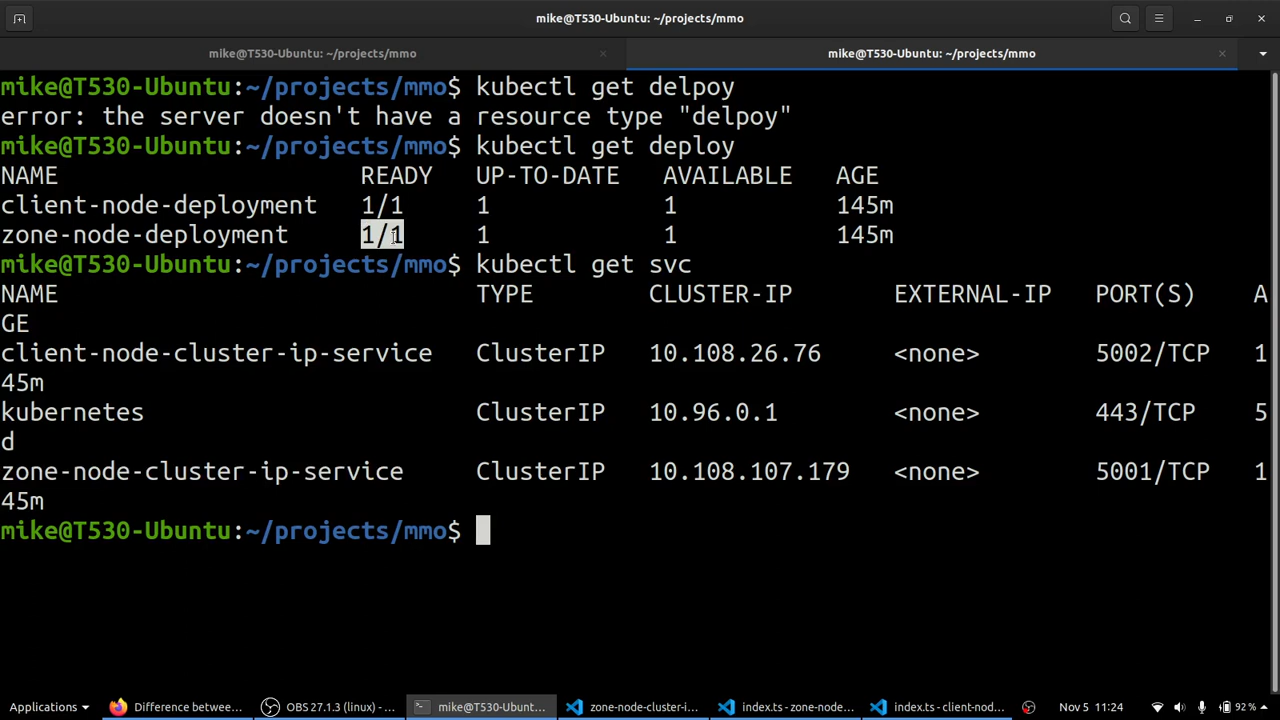 mike@T530-Ubuntu: ~/projects/mmo
mike@T530-Ubuntu: ~/projects/mmo
mike@T530-Ubuntu: ~/projects/mmo
mike@T530-Ubuntu:~/projects/mmo$ kubectl get delpoy
error: the server doesn't have a resource type "delpoy"
mike@T530-Ubuntu:~/projects/mmo$ kubectl get deploy
NAME READY UP-TO-DATE AVAILABLE AGE
client-node-deployment 1/1 1 1 145m
zone-node-deployment 1/1 1 1 145m
mike@T530-Ubuntu:~/projects/mmo$ kubectl get svc
NAME TYPE CLUSTER-IP EXTERNAL-IP PORT(S) A
GE
client-node-cluster-ip-service ClusterIP 10.108.26.76 <none> 5002/TCP 1
45m
kubernetes ClusterIP 10.96.0.1 <none> 443/TCP 5
d
zone-node-cluster-ip-service ClusterIP 10.108.107.179 <none> 5001/TCP 1
45m
mike@T530-Ubuntu:~/projects/mmo$
Applications Difference betwee... OBS 27.1.3 (linux) - ... mike@T530-Ubuntu:... zone-node-cluster-i... index.ts - zone-node... index.ts - client-nod... Nov 5 11:24 92 %